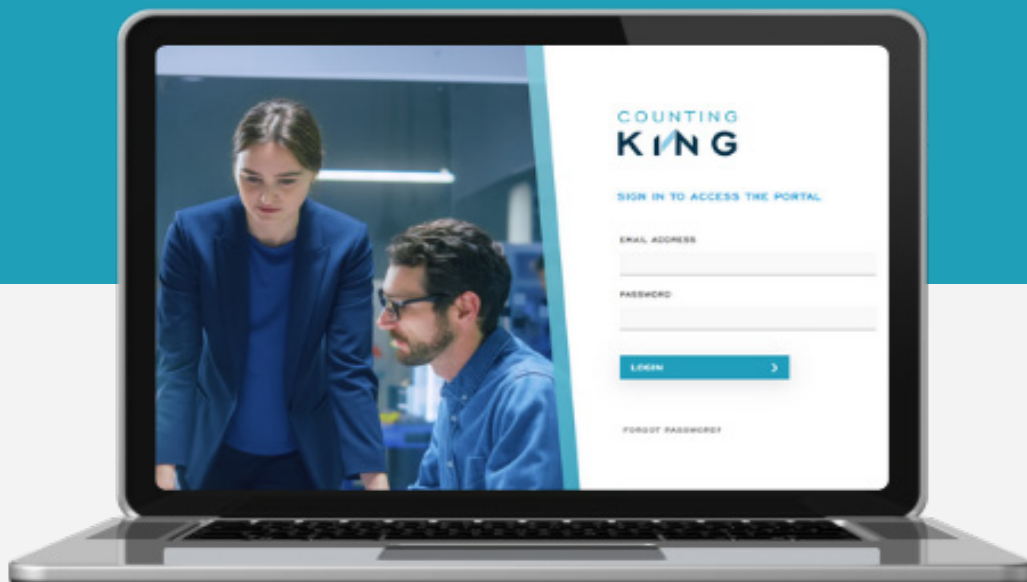 COUNTING
KING
SIGN IN TO ACCESS THE PORTAL
EMAIL ADDRESS
PASSWORD
LOGIN
FORGOT PASSWORD?